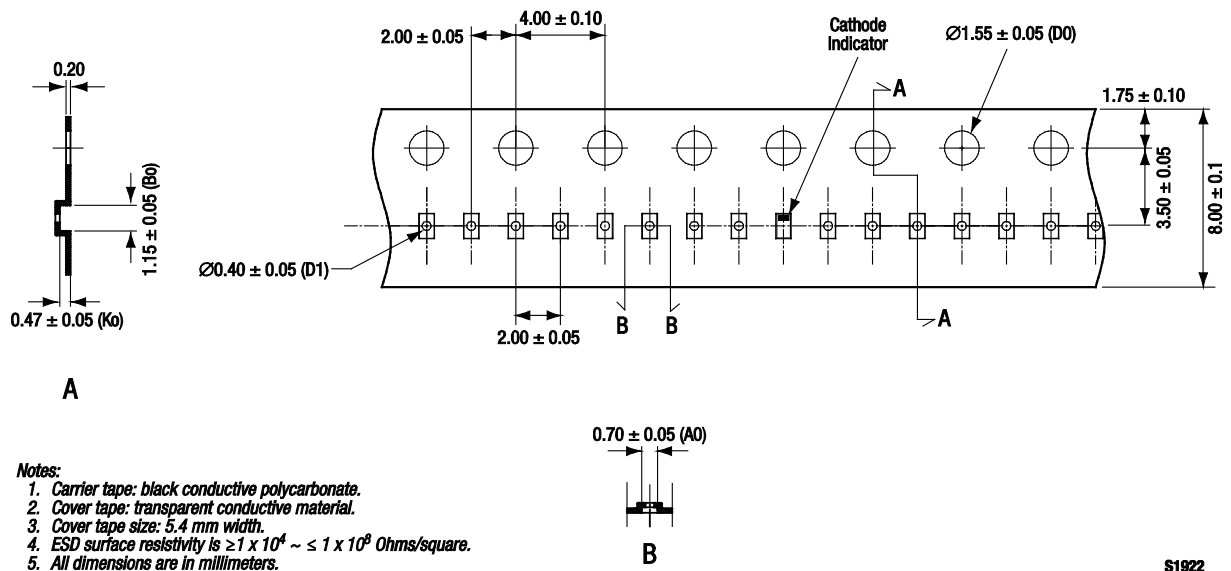 4.00 ± 0.10
2.00 ± 0.05
Cathode
Indicator
Ø1.55 ± 0.05 (D0)
0.20
A
1.75 ± 0.10
1.15 ± 0.05 (Bo)
3.50 ± 0.05
8.00 ± 0.1
Ø0.40 ± 0.05 (D1)
0.47 ± 0.05 (Ko)
B
B
A
2.00 ± 0.05
A
0.70 ± 0.05 (A0)
B
Notes:
1. Carrier tape: black conductive polycarbonate.
2. Cover tape: transparent conductive material.
3. Cover tape size: 5.4 mm width.
4. ESD surface resistivity is ≥1 x 10⁴ ~ ≤ 1 x 10⁸ Ohms/square.
5. All dimensions are in millimeters.
S1922